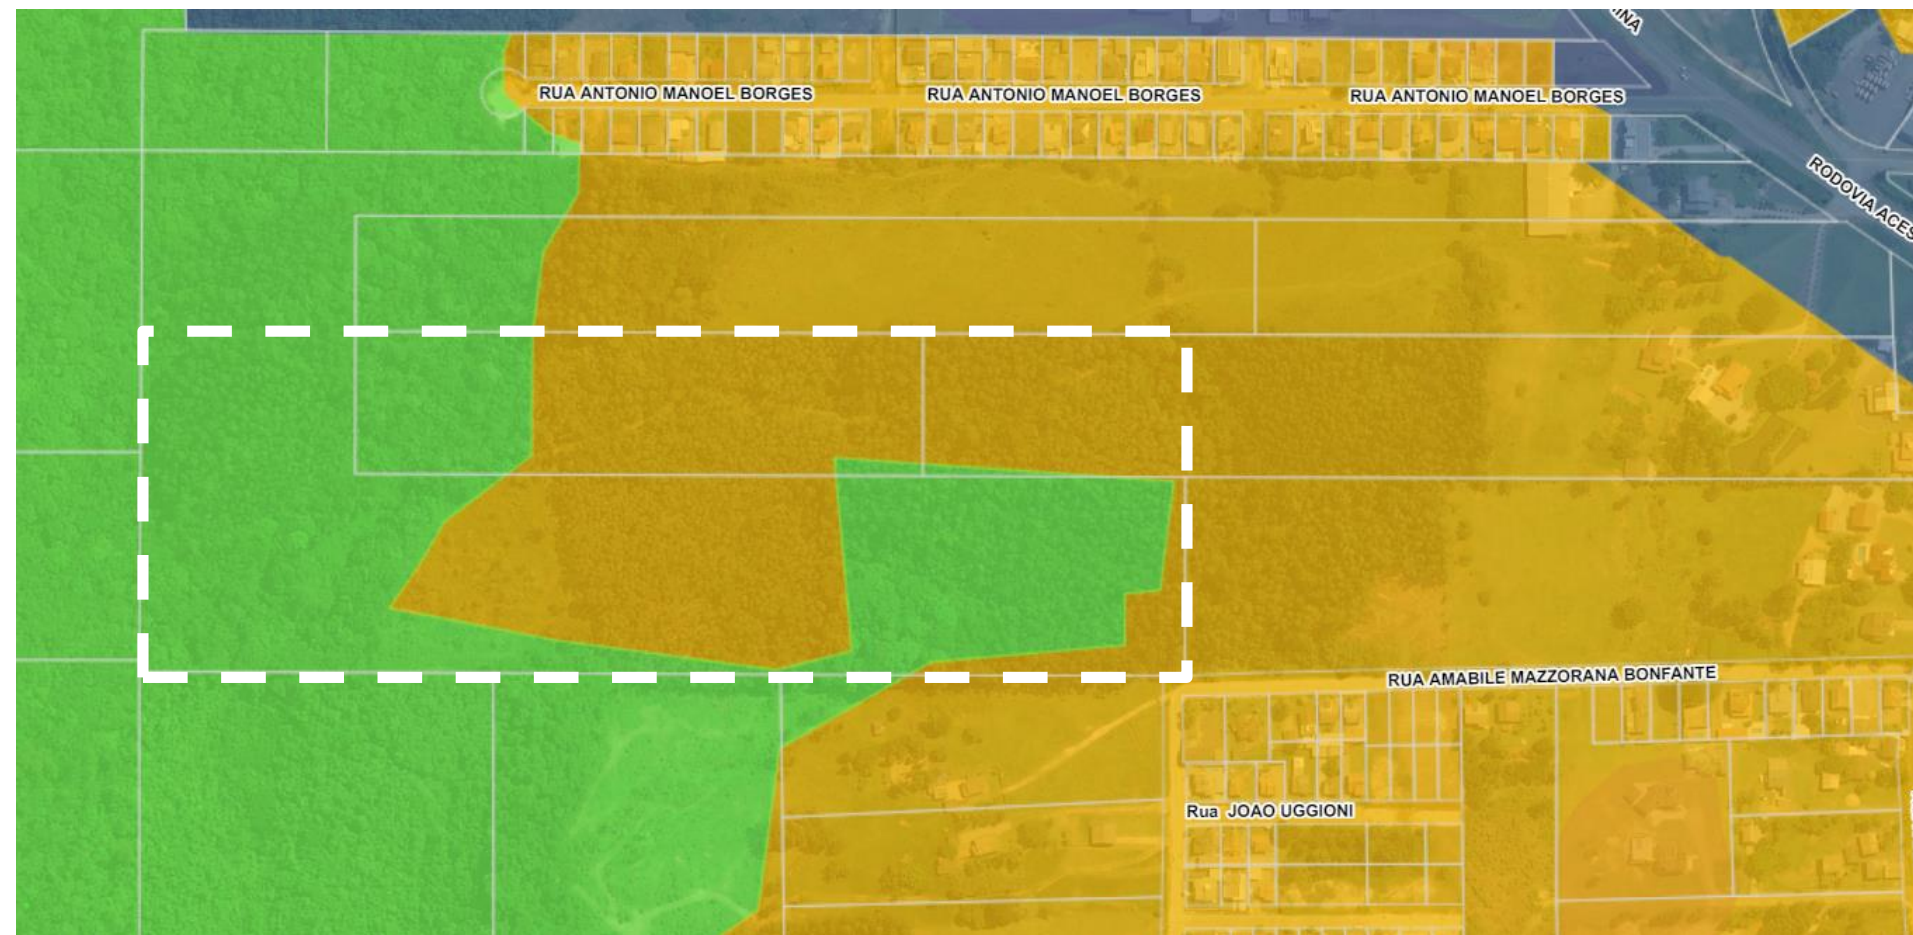 RUA ANTONIO MANOEL BORGES
RUA ANTONIO MANOEL BORGES
RUA ANTONIO MANOEL BORGES
RUA AMABILE MAZZORANA BONFANTE
Rua JOAO UGGIONI
RODOVIA ACES